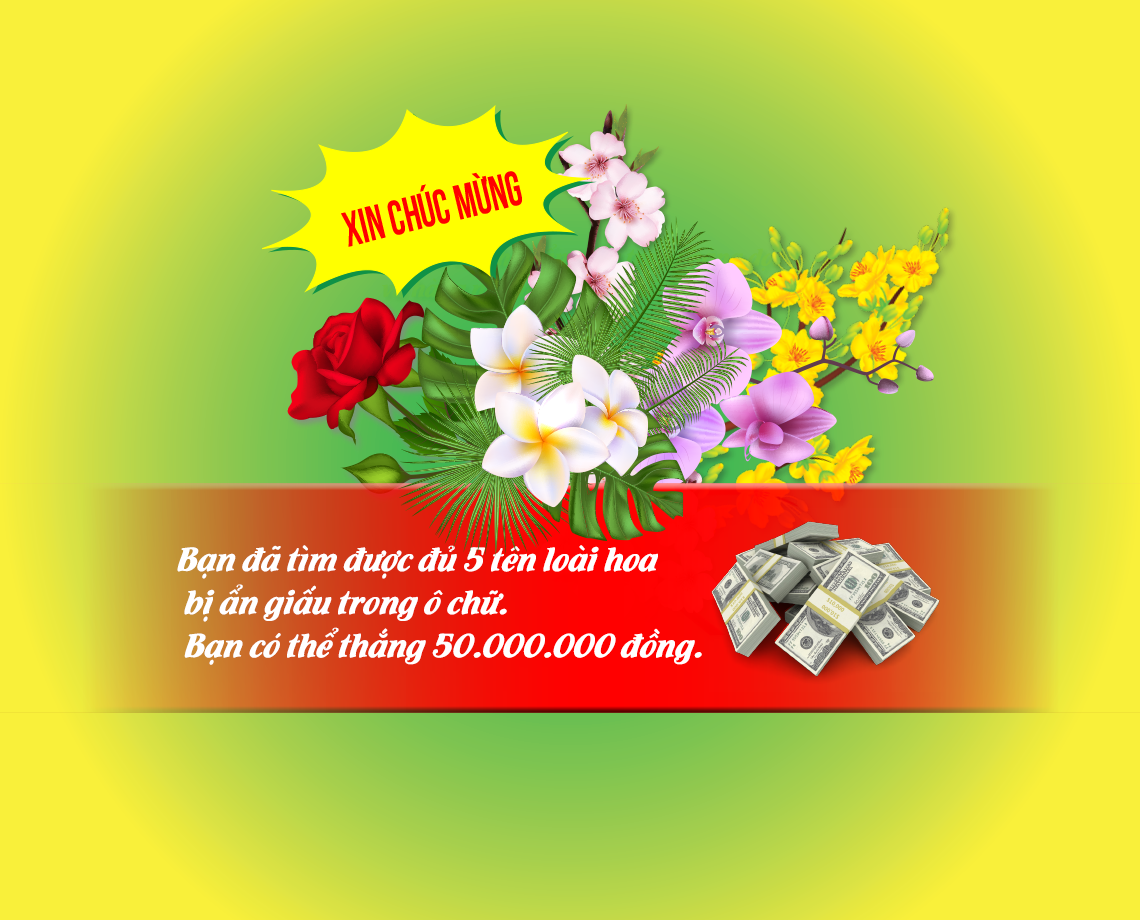 XIN CHÚC MỪNG
Bạn đã tìm được đủ 5 tên loài hoa
bị ẩn giấu trong ô chữ.
Bạn có thể thắng 50.000.000 đồng.